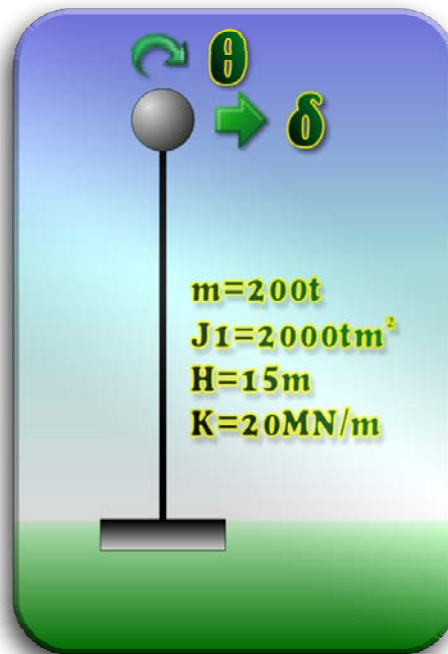 θ
δ
m=200t
J1=2000tm²
H=15m
K=20MN/m